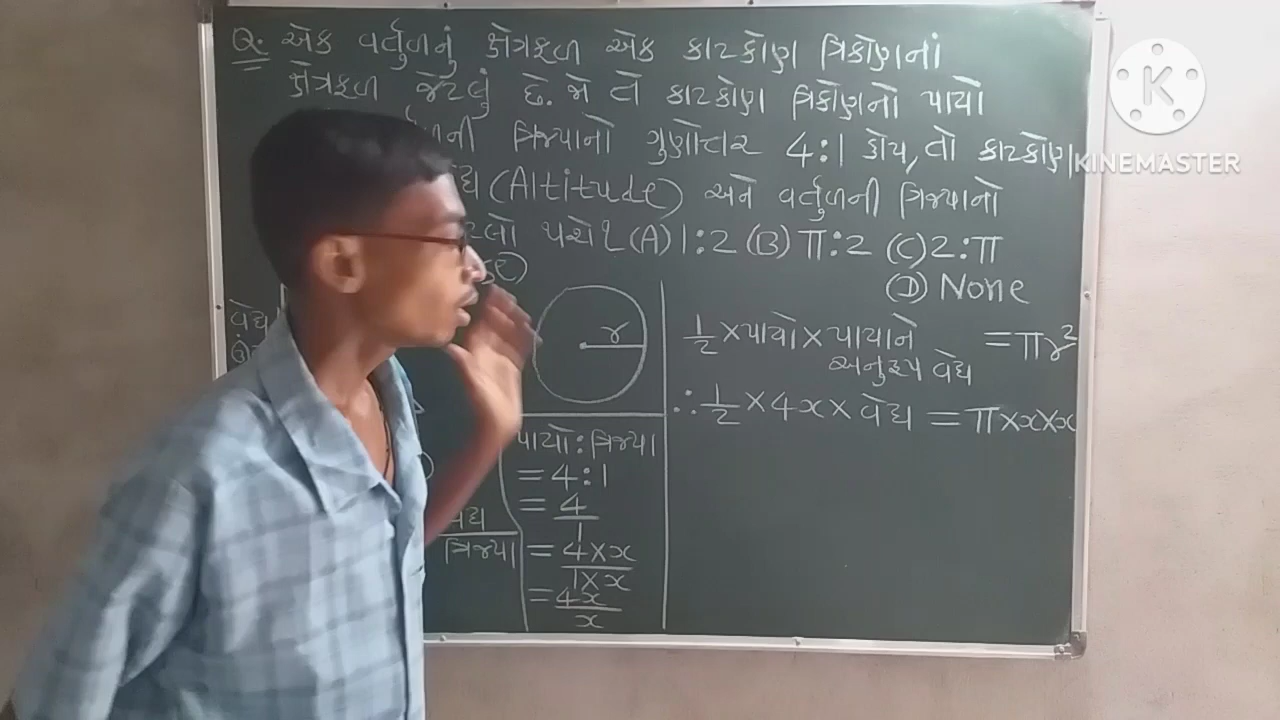 Q. એક વર્તુળનું ક્ષેત્રફળ એક કાટકોણ ત્રિકોણનાં
ક્ષેત્રફળ જેટલું છે. જો તે કાટકોણ ત્રિકોણનો પાયો
ત્રિજ્યાનો ગુણોત્તર 4:1 હોય, તો કાટકોણ
(Altitude) અને વર્તુળની ત્રિજ્યાનો
થશે? (A) 1:2 (B) π:2 (C) 2:π
(D) None
વેધ
r
પાયો : ત્રિજ્યા
= 4:1
= 4/1
= 4×x/1×x
= 4x/x
વેધ/ત્રિજ્યા
1/2 × પાયો × પાયાને = πr²
અનુરૂપ વેધ
∴ 1/2 × 4x × વેધ = π×x×x
K
KINEMASTER